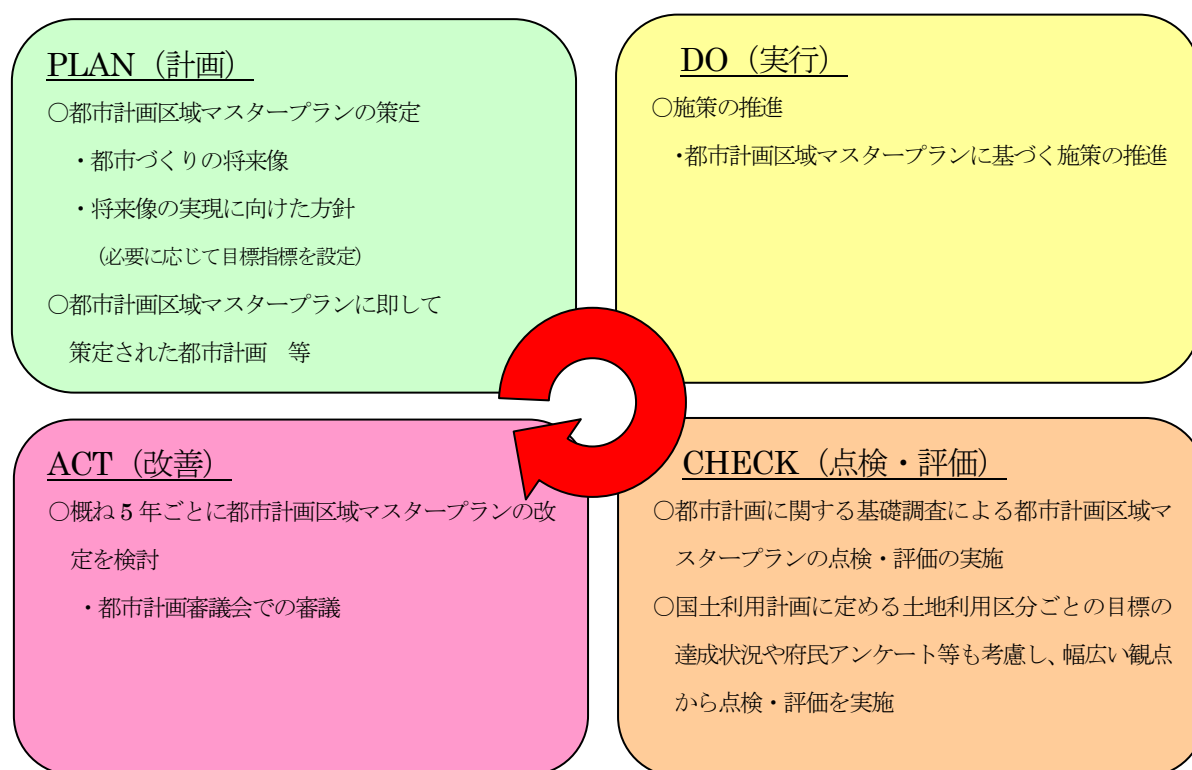 PLAN（計画）
○都市計画区域マスタープランの策定
・都市づくりの将来像
・将来像の実現に向けた方針
（必要に応じて目標指標を設定）
○都市計画区域マスタープランに即して
策定された都市計画　等
DO（実行）
○施策の推進
・都市計画区域マスタープランに基づく施策の推進
ACT（改善）
○概ね5年ごとに都市計画区域マスタープランの改
定を検討
・都市計画審議会での審議
CHECK（点検・評価）
○都市計画に関する基礎調査による都市計画区域マ
スタープランの点検・評価の実施
○国土利用計画に定める土地利用区分ごとの目標の
達成状況や府民アンケート等も考慮し、幅広い観点
から点検・評価を実施